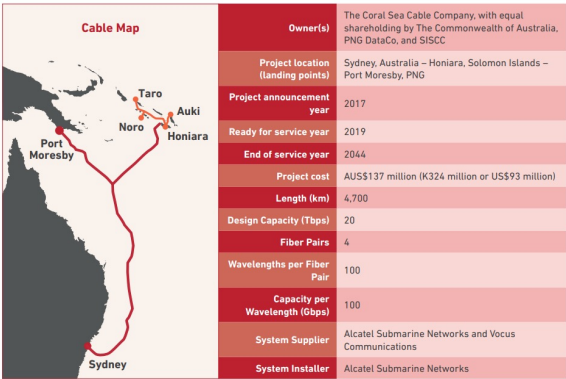 Cable Map
Taro
Auki
Noro
Honiara
Port
Moresby
Sydney
Owner(s)
The Coral Sea Cable Company, with equal
shareholding by The Commonwealth of Australia,
PNG DataCo, and SISCC
Project location
(landing points)
Sydney, Australia – Honiara, Solomon Islands –
Port Moresby, PNG
Project announcement
year
2017
Ready for service year
2019
End of service year
2044
Project cost
AUS$137 million (K324 million or US$93 million)
Length (km)
4,700
Design Capacity (Tbps)
20
Fiber Pairs
4
Wavelengths per Fiber
Pair
100
Capacity per
Wavelength (Gbps)
100
System Supplier
Alcatel Submarine Networks and Vocus
Communications
System Installer
Alcatel Submarine Networks